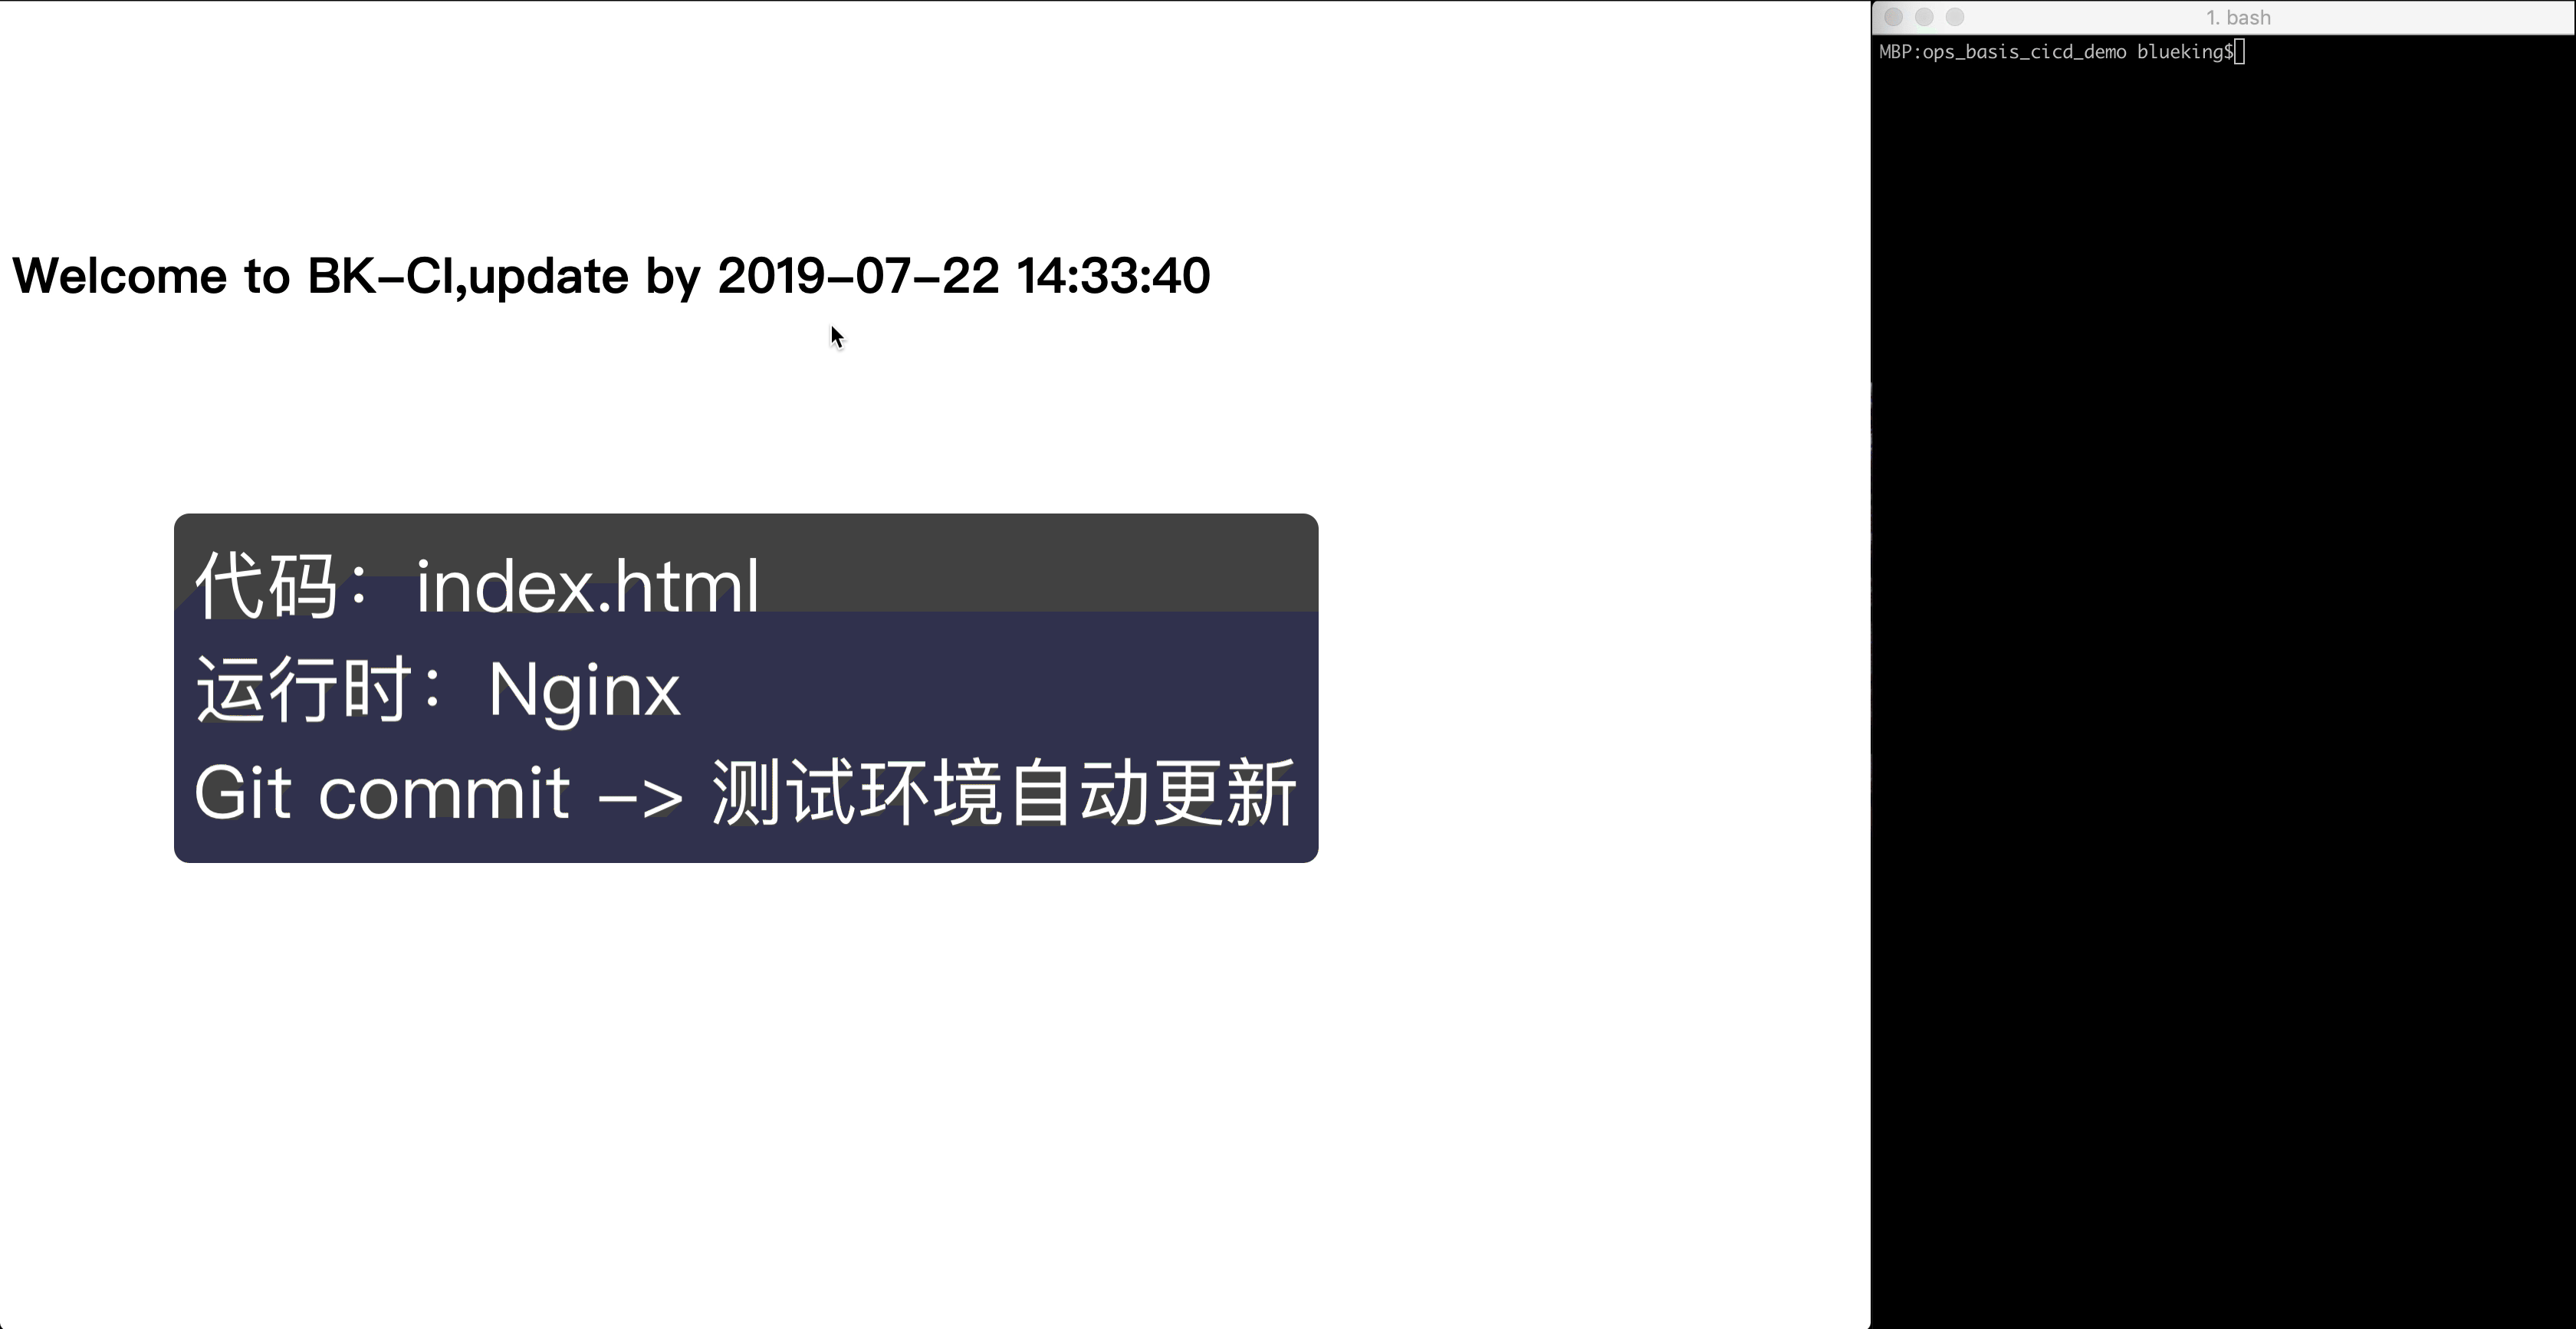 Welcome to BK-CI,update by 2019-07-22 14:33:40
代码：index.html
运行时：Nginx
Git commit -> 测试环境自动更新
1. bash
MBP:ops_basis_cicd_demo blueking$